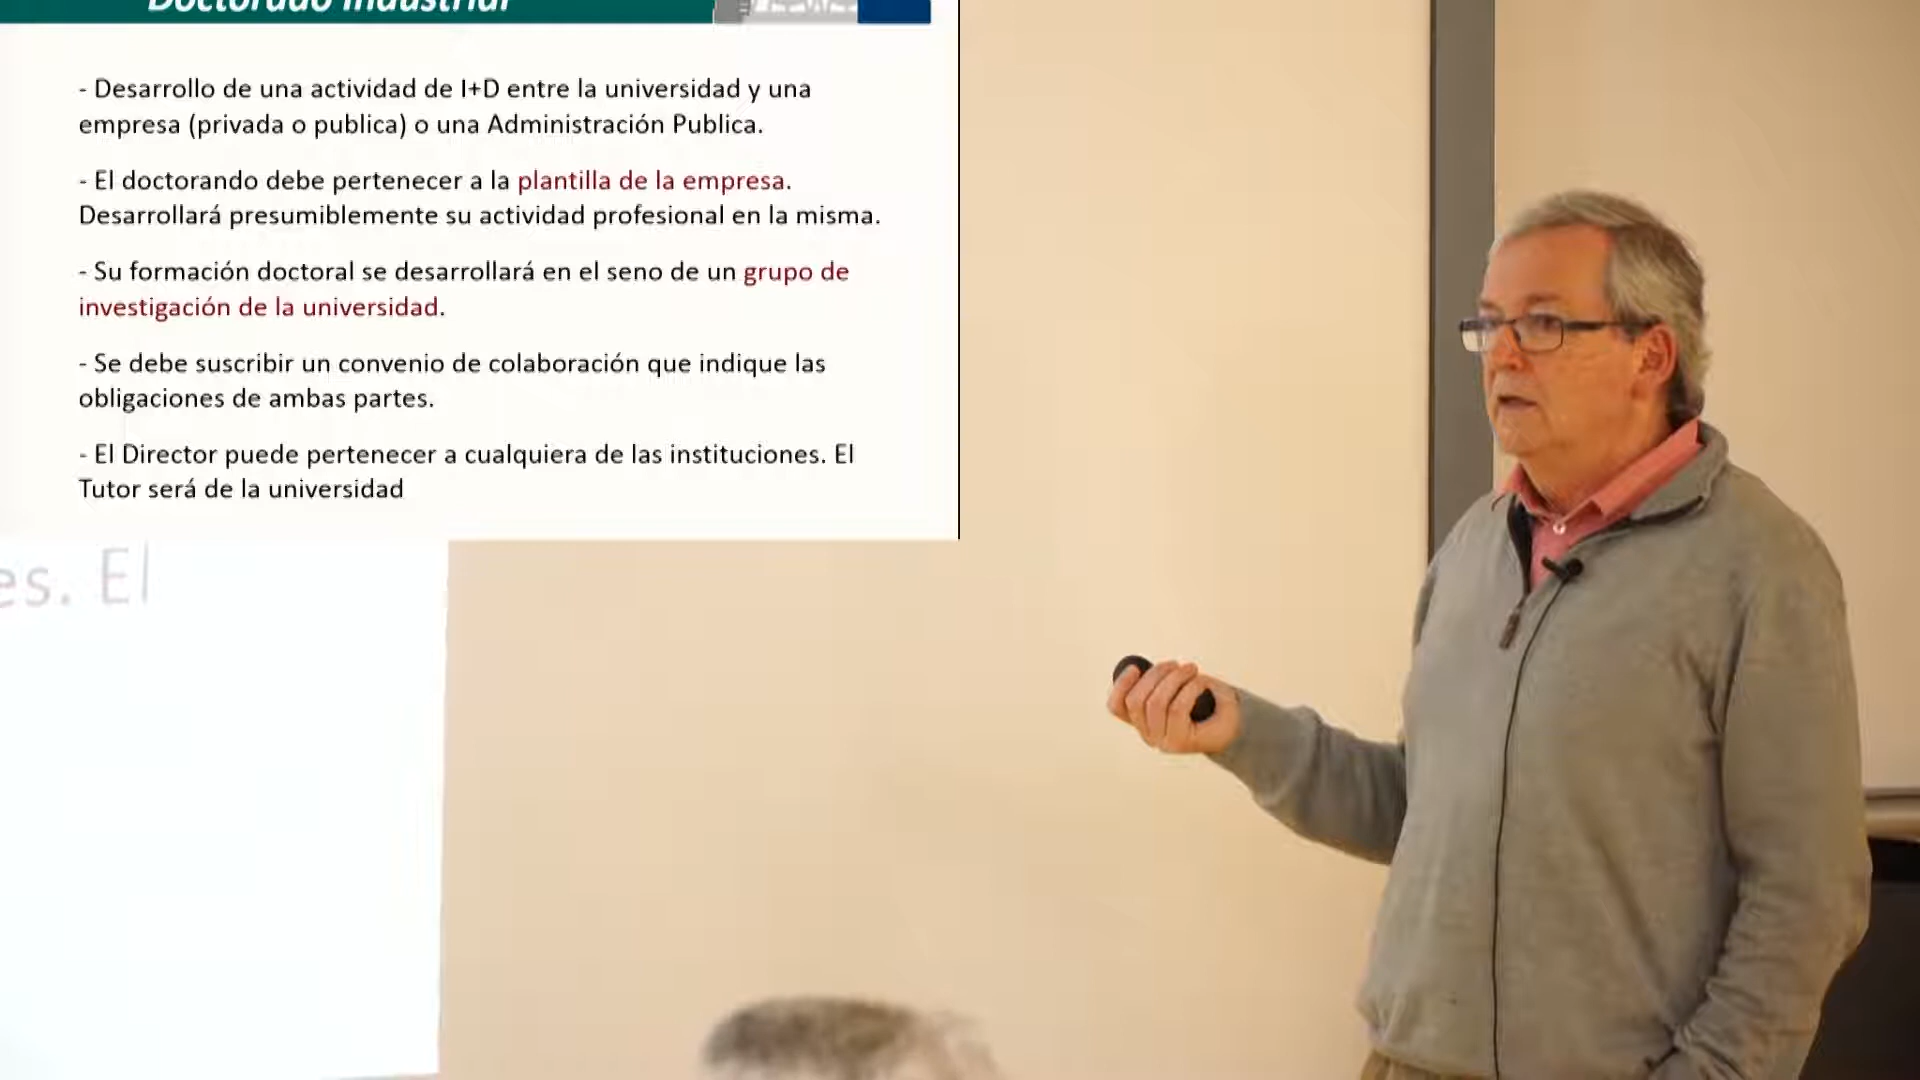 Doctorado Industrial
- Desarrollo de una actividad de I+D entre la universidad y una
empresa (privada o publica) o una Administración Publica.
- El doctorando debe pertenecer a la plantilla de la empresa.
Desarrollará presumiblemente su actividad profesional en la misma.
- Su formación doctoral se desarrollará en el seno de un grupo de
investigación de la universidad.
- Se debe suscribir un convenio de colaboración que indique las
obligaciones de ambas partes.
- El Director puede pertenecer a cualquiera de las instituciones. El
Tutor será de la universidad
es. El